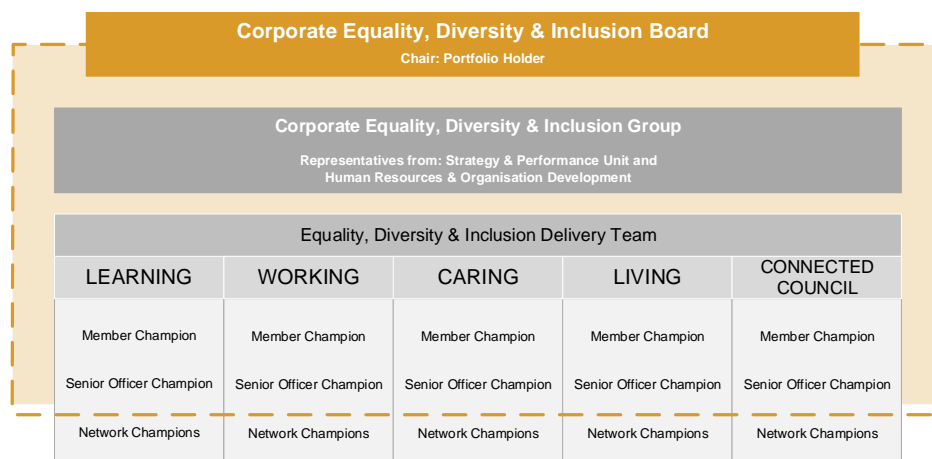 Corporate Equality, Diversity & Inclusion Board
Chair: Portfolio Holder
Corporate Equality, Diversity & Inclusion Group
Representatives from: Strategy & Performance Unit and
Human Resources & Organisation Development
Equality, Diversity & Inclusion Delivery Team
LEARNING WORKING CARING LIVING CONNECTED
COUNCIL
Member Champion Member Champion Member Champion Member Champion Member Champion
Senior Officer Champion Senior Officer Champion Senior Officer Champion Senior Officer Champion Senior Officer Champion
Network Champions Network Champions Network Champions Network Champions Network Champions